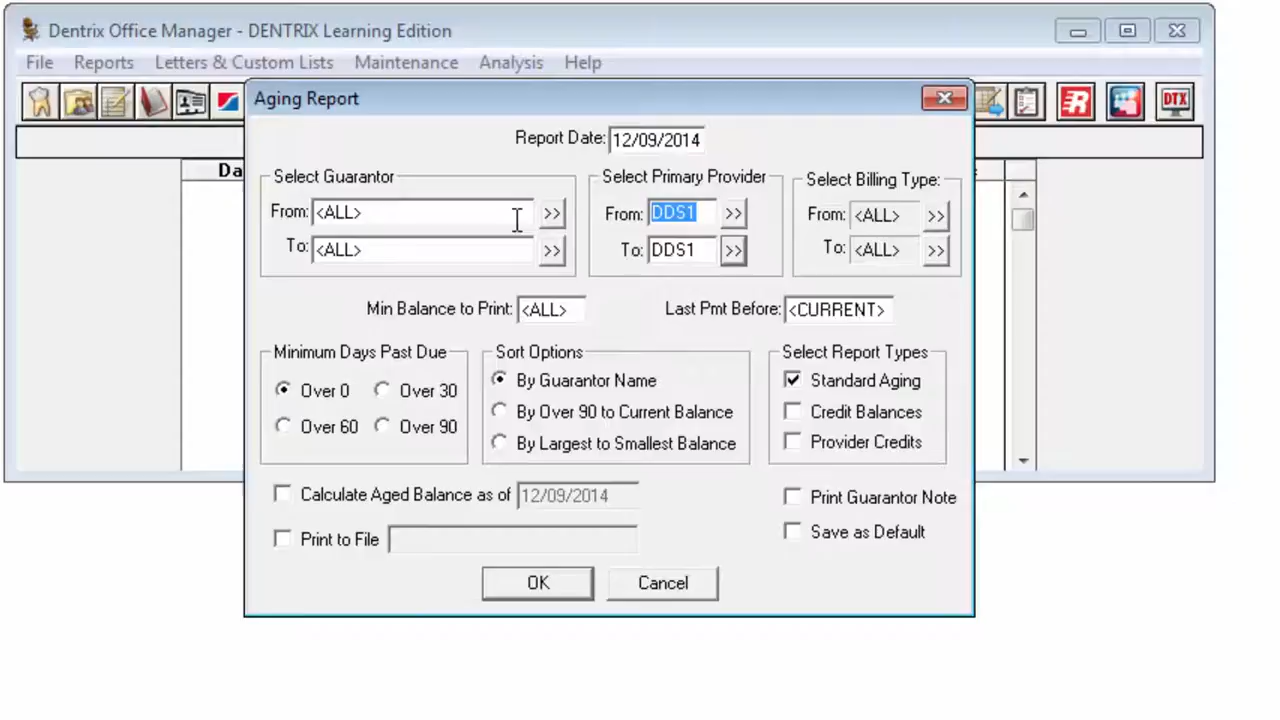 Dentrix Office Manager - DENTRIX Learning Edition
File Reports Letters & Custom Lists Maintenance Analysis Help
Aging Report
DTX
Report Date: 12/09/2014
Da
Select Guarantor
From: <ALL> >>
To: <ALL> >>
Select Primary Provider
From: DDS1 >>
To: DDS1 >>
Select Billing Type:
From: <ALL> >>
To: <ALL> >>
Min Balance to Print: <ALL> Last Pmt Before: <CURRENT>
Minimum Days Past Due
Over 0 Over 30
Over 60 Over 90
Sort Options
By Guarantor Name
By Over 90 to Current Balance
By Largest to Smallest Balance
Select Report Types
Standard Aging
Credit Balances
Provider Credits
Calculate Aged Balance as of 12/09/2014
Print Guarantor Note
Print to File
Save as Default
OK Cancel